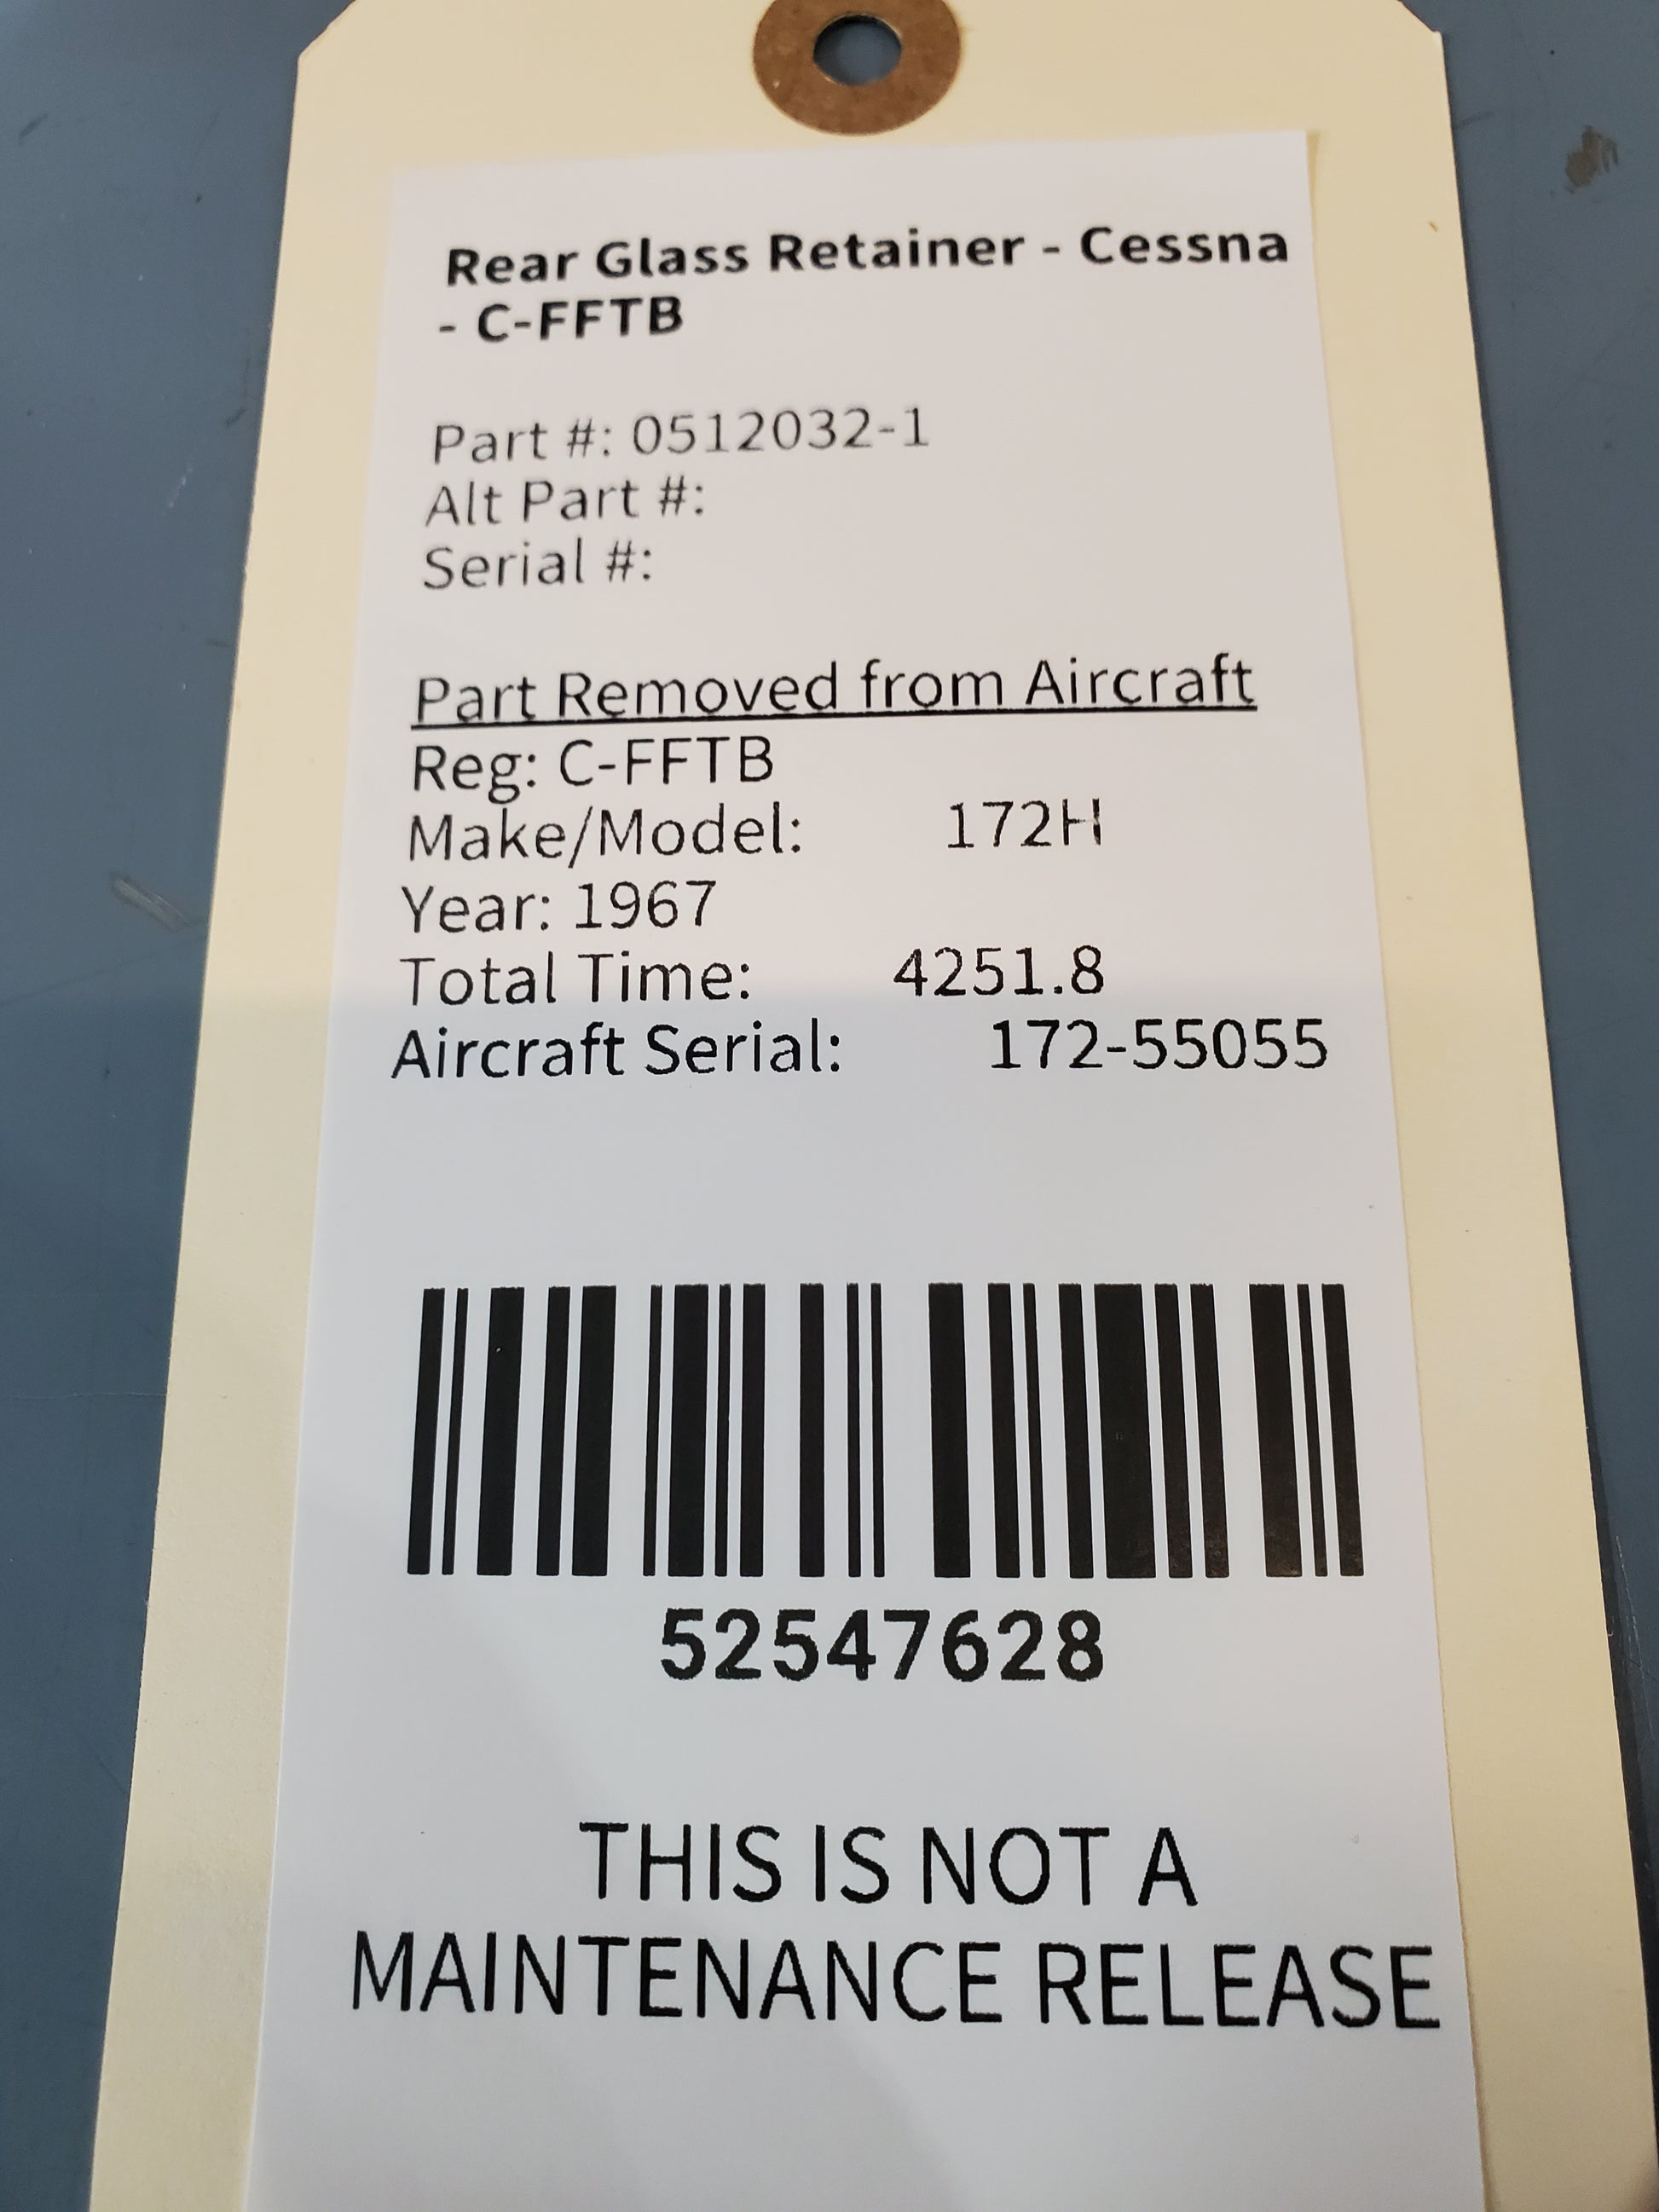 Rear Glass Retainer - Cessna
- C-FFTB
Part #: 0512032-1
Alt Part #:
Serial #:
Part Removed from Aircraft
Reg: C-FFTB
Make/Model: 172H
Year: 1967
Total Time: 4251.8
Aircraft Serial: 172-55055
52547628
THIS IS NOT A
MAINTENANCE RELEASE